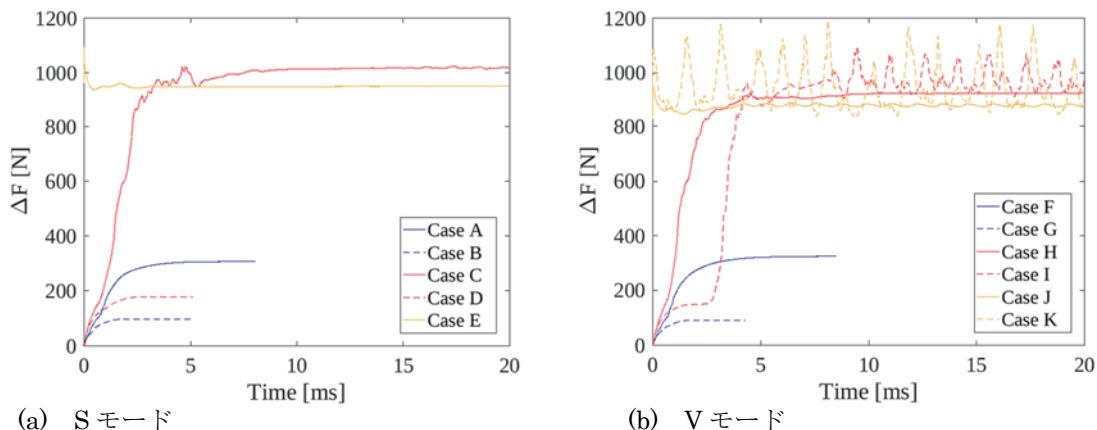 1200
1000
800
600
400
200
0
ΔF [N]
0 5 10 15 20
Time [ms]
Case A
Case B
Case C
Case D
Case E
(a) S モード
1200
1000
800
600
400
200
0
ΔF [N]
0 5 10 15 20
Time [ms]
Case F
Case G
Case H
Case I
Case J
Case K
(b) V モード